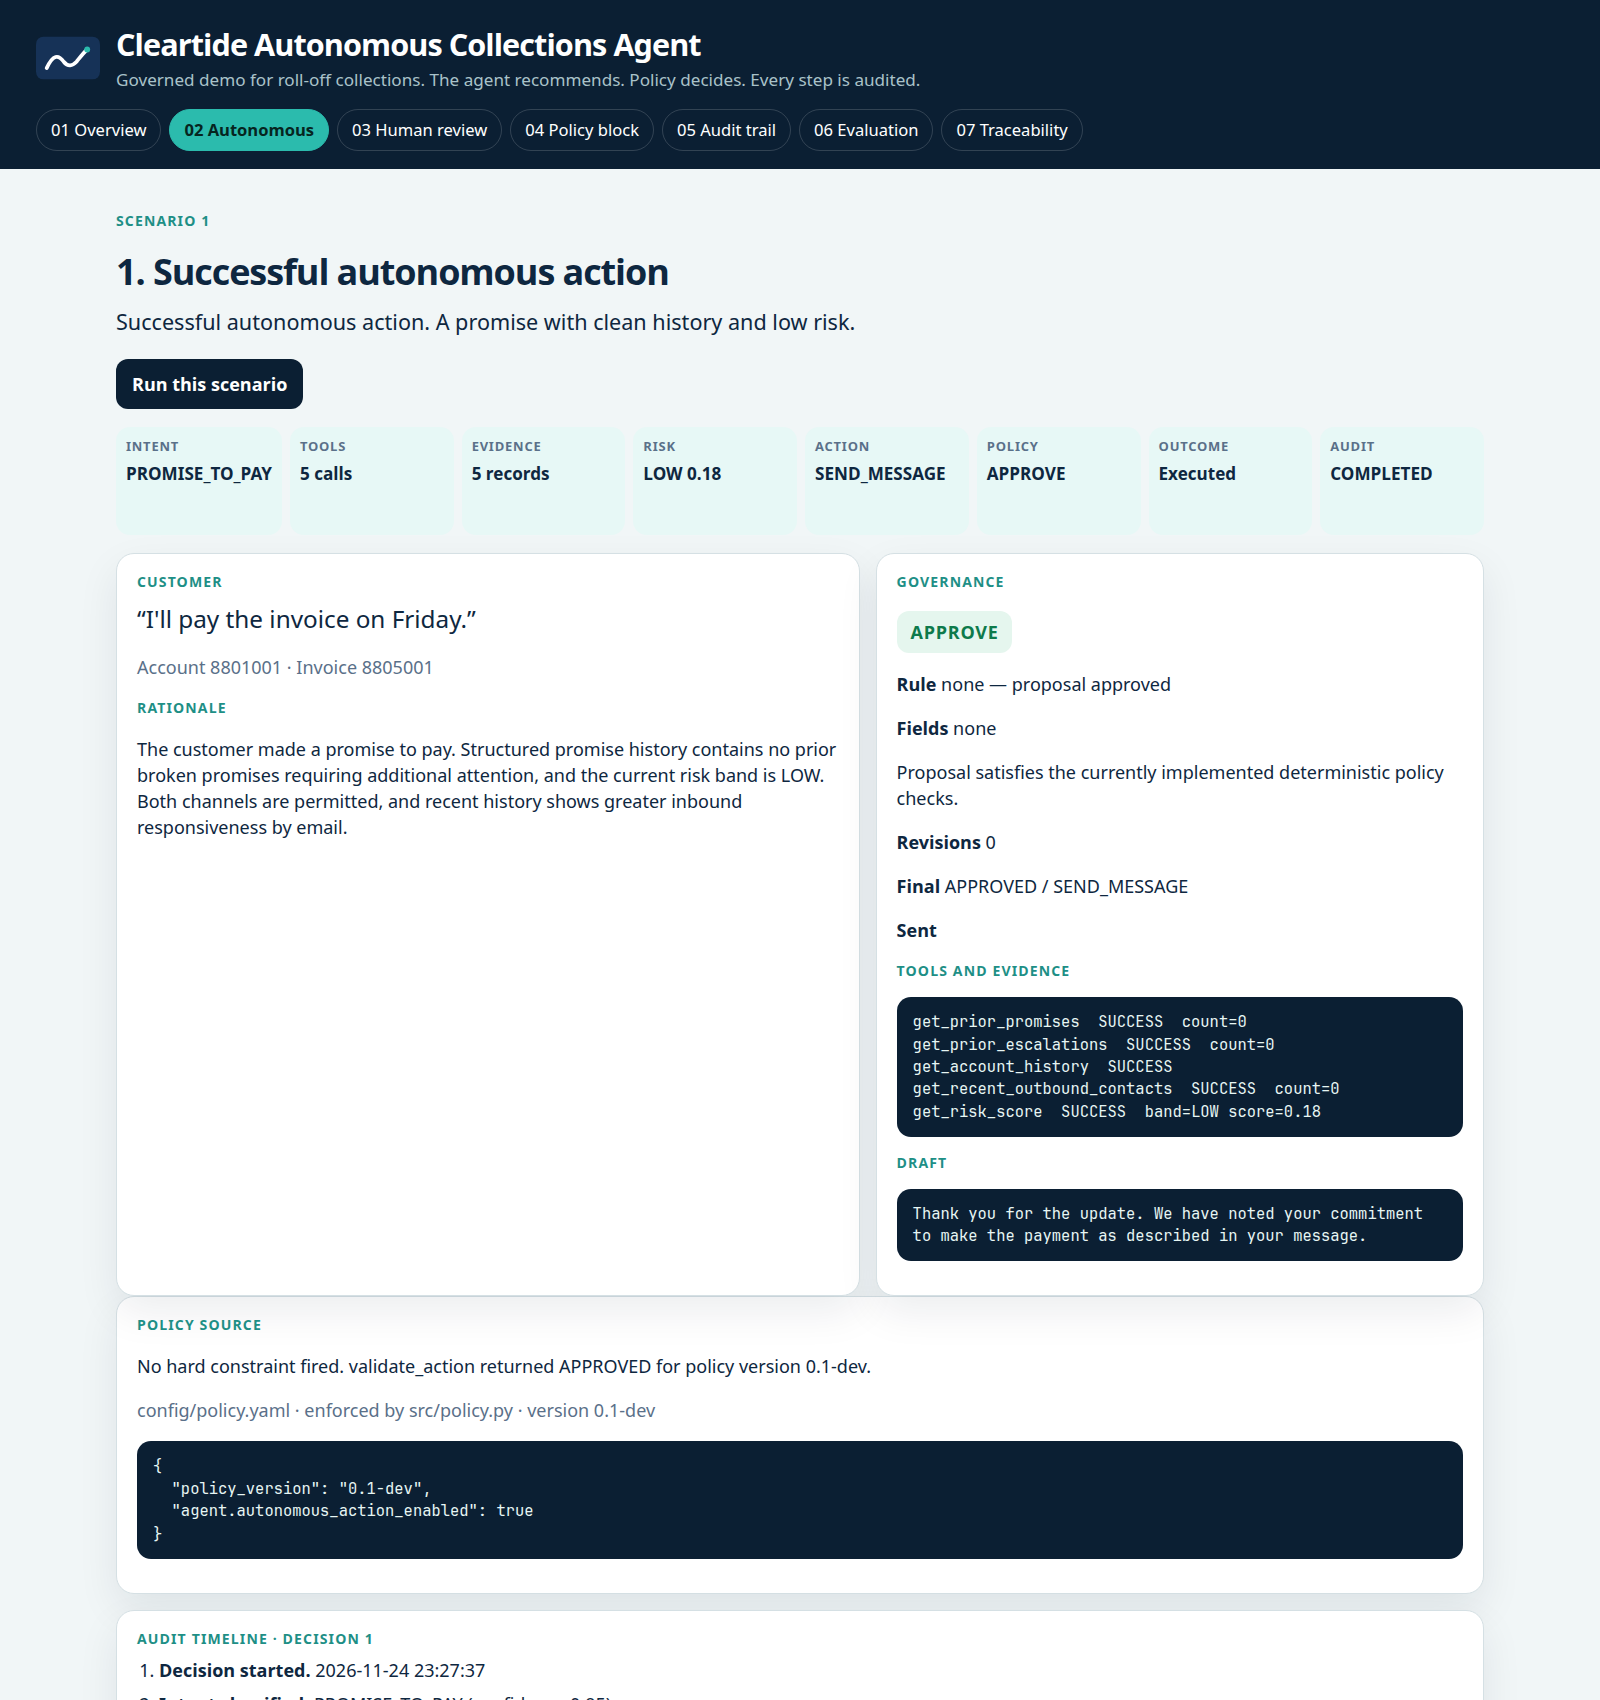 Cleartide Autonomous Collections Agent
Governed demo for roll-off collections. The agent recommends. Policy decides. Every step is audited.
01 Overview
02 Autonomous
03 Human review
04 Policy block
05 Audit trail
06 Evaluation
07 Traceability
SCENARIO 1
1. Successful autonomous action
Successful autonomous action. A promise with clean history and low risk.
Run this scenario
INTENT
PROMISE_TO_PAY
TOOLS
5 calls
EVIDENCE
5 records
RISK
LOW 0.18
ACTION
SEND_MESSAGE
POLICY
APPROVE
OUTCOME
Executed
AUDIT
COMPLETED
CUSTOMER
“I'll pay the invoice on Friday.”
Account 8801001 · Invoice 8805001
RATIONALE
The customer made a promise to pay. Structured promise history contains no prior
broken promises requiring additional attention, and the current risk band is LOW.
Both channels are permitted, and recent history shows greater inbound
responsiveness by email.
GOVERNANCE
APPROVE
Rule none — proposal approved
Fields none
Proposal satisfies the currently implemented deterministic policy
checks.
Revisions 0
Final APPROVED / SEND_MESSAGE
Sent
TOOLS AND EVIDENCE
get_prior_promises  SUCCESS  count=0
get_prior_escalations  SUCCESS  count=0
get_account_history  SUCCESS
get_recent_outbound_contacts  SUCCESS  count=0
get_risk_score  SUCCESS  band=LOW score=0.18
DRAFT
Thank you for the update. We have noted your commitment
to make the payment as described in your message.
POLICY SOURCE
No hard constraint fired. validate_action returned APPROVED for policy version 0.1-dev.
config/policy.yaml · enforced by src/policy.py · version 0.1-dev
{
  "policy_version": "0.1-dev",
  "agent.autonomous_action_enabled": true
}
AUDIT TIMELINE · DECISION 1
1. Decision started. 2026-11-24 23:27:37